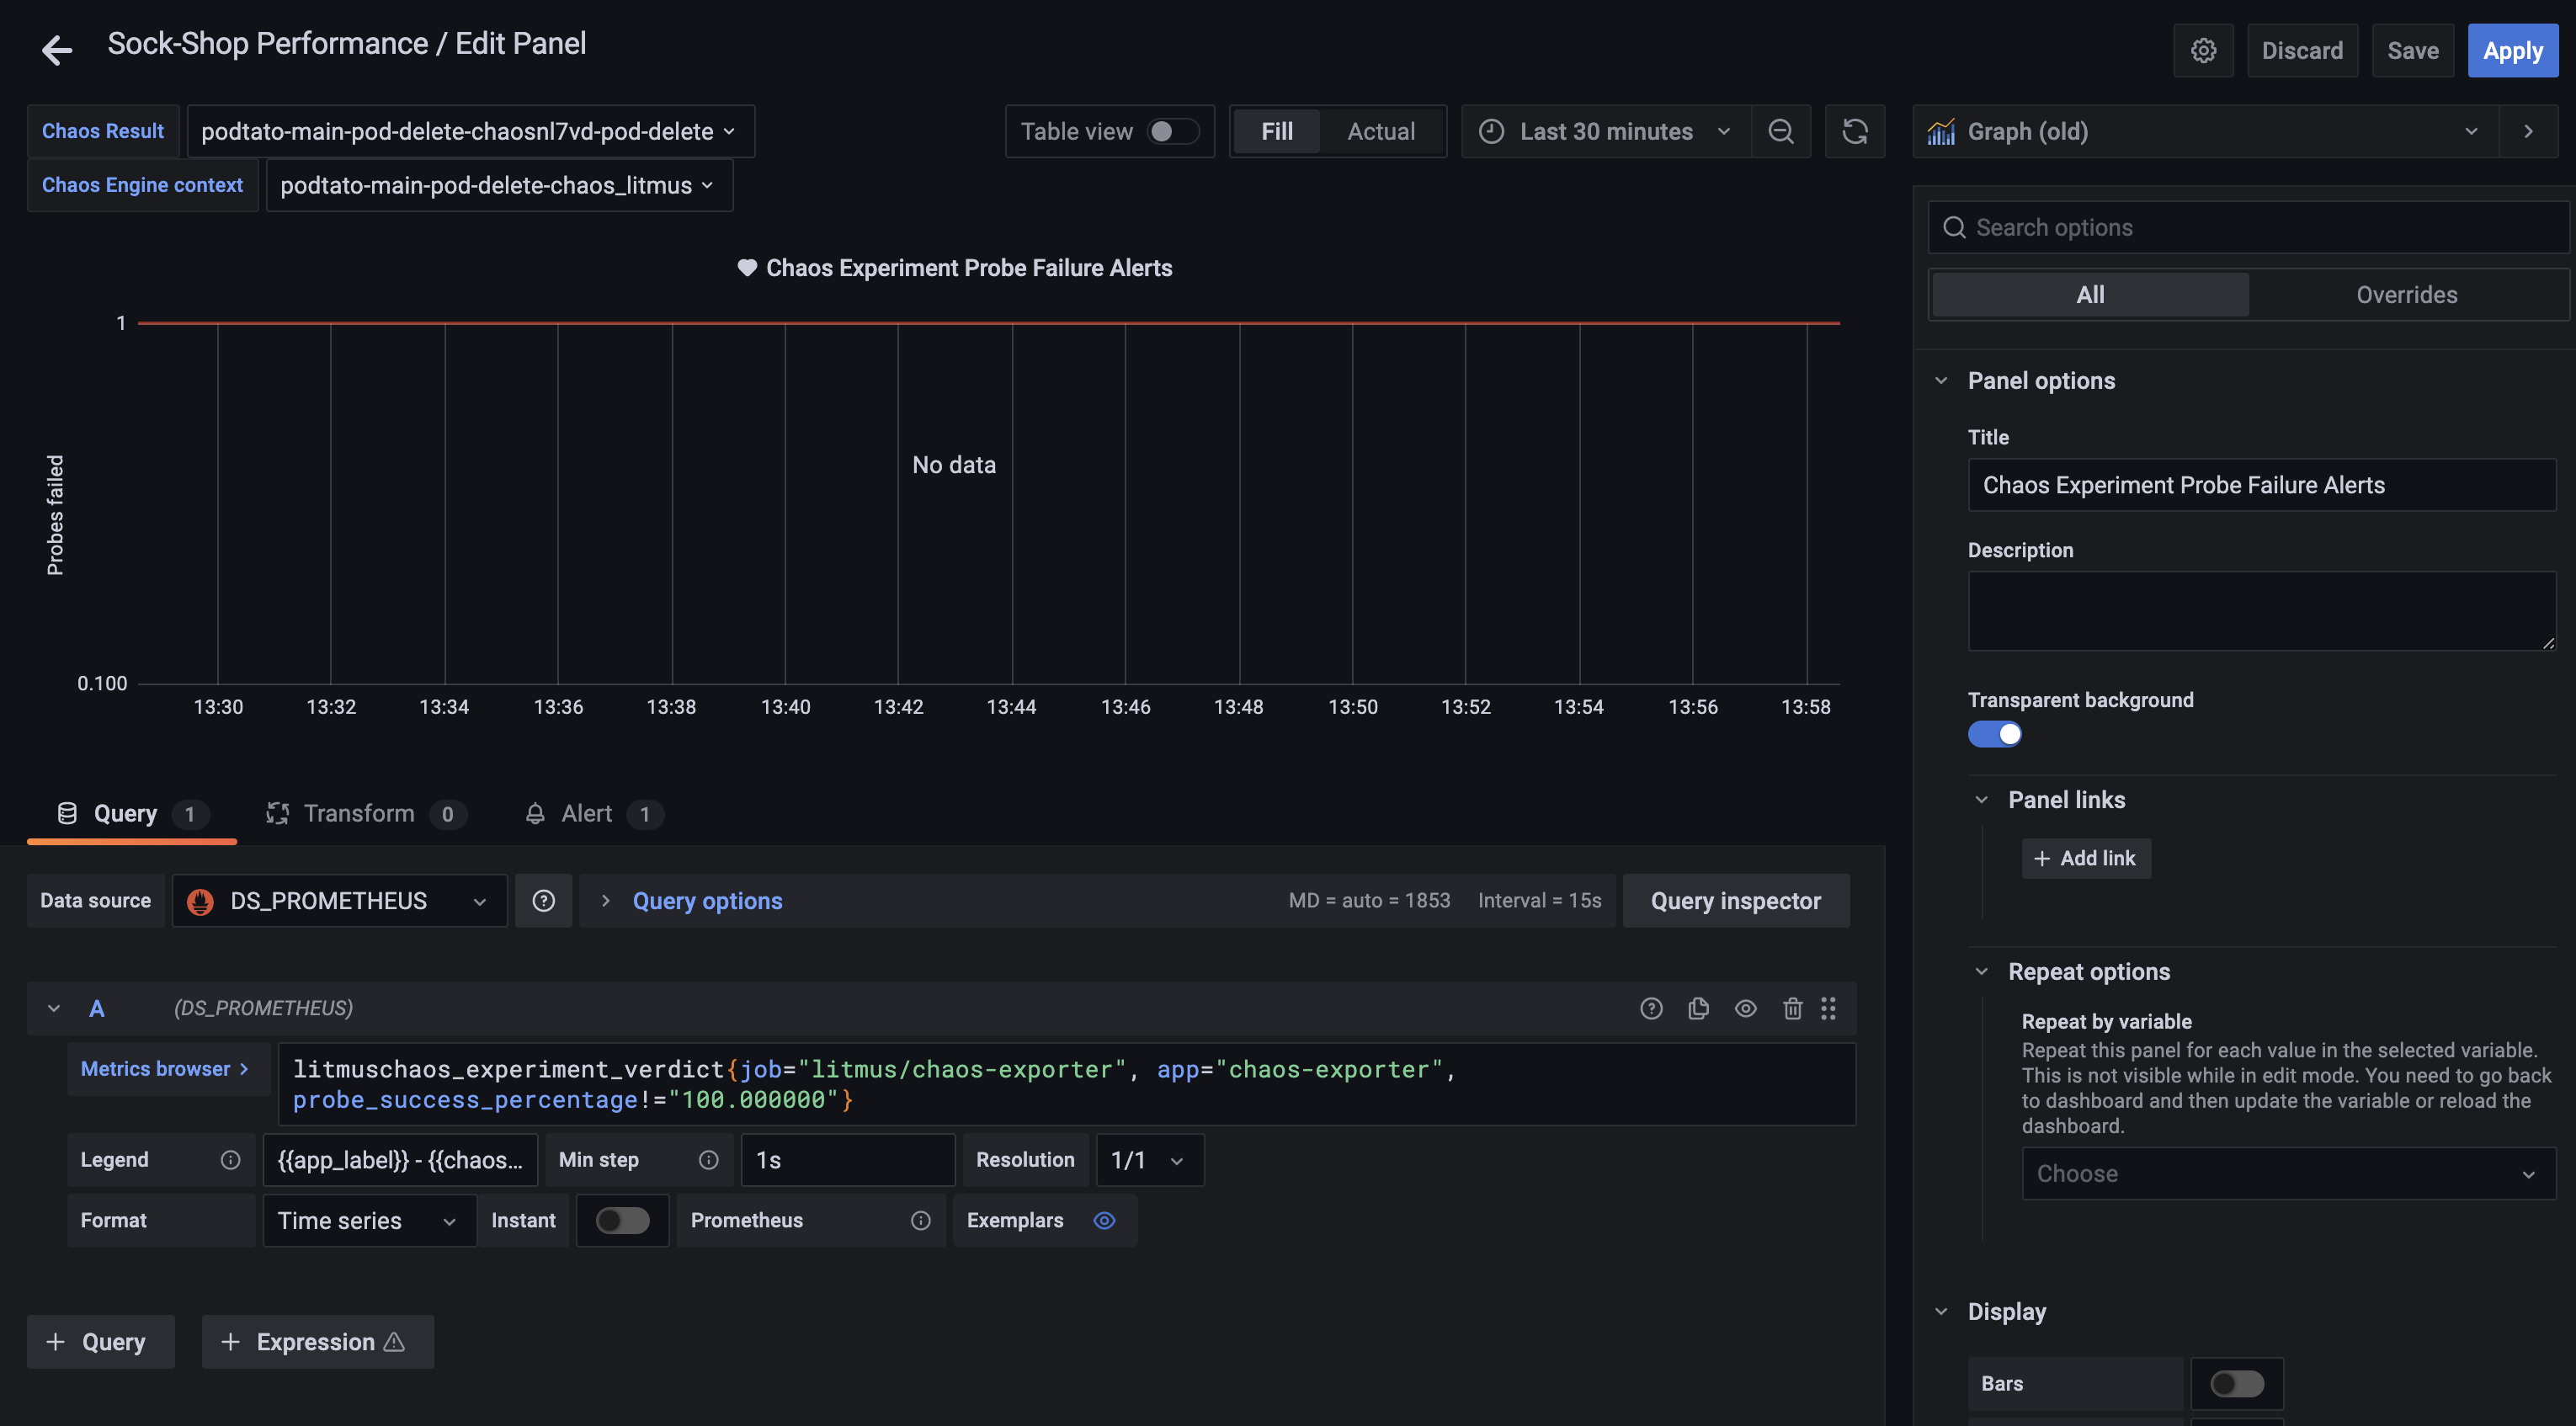 Sock-Shop Performance / Edit Panel
Discard
Save
Apply
Chaos Result
podtato-main-pod-delete-chaosnl7vd-pod-delete
Table view
Fill
Actual
Last 30 minutes
Graph (old)
Chaos Engine context
podtato-main-pod-delete-chaos_litmus
Search options
All
Overrides
Chaos Experiment Probe Failure Alerts
1
No data
Probes failed
0.100
13:30 13:32 13:34 13:36 13:38 13:40 13:42 13:44 13:46 13:48 13:50 13:52 13:54 13:56 13:58
Panel options
Title
Chaos Experiment Probe Failure Alerts
Description
Transparent background
Panel links
+ Add link
Repeat options
Repeat by variable
Repeat this panel for each value in the selected variable.
This is not visible while in edit mode. You need to go back
to dashboard and then update the variable or reload the
dashboard.
Choose
Display
Bars
Query 1
Transform 0
Alert 1
Data source
DS_PROMETHEUS
Query options
MD = auto = 1853
Interval = 15s
Query inspector
A
(DS_PROMETHEUS)
Metrics browser >
litmuschaos_experiment_verdict{job="litmus/chaos-exporter", app="chaos-exporter",
probe_success_percentage!="100.000000"}
Legend
{{app_label}} - {{chaos...
Min step
1s
Resolution
1/1
Format
Time series
Instant
Prometheus
Exemplars
+ Query
+ Expression